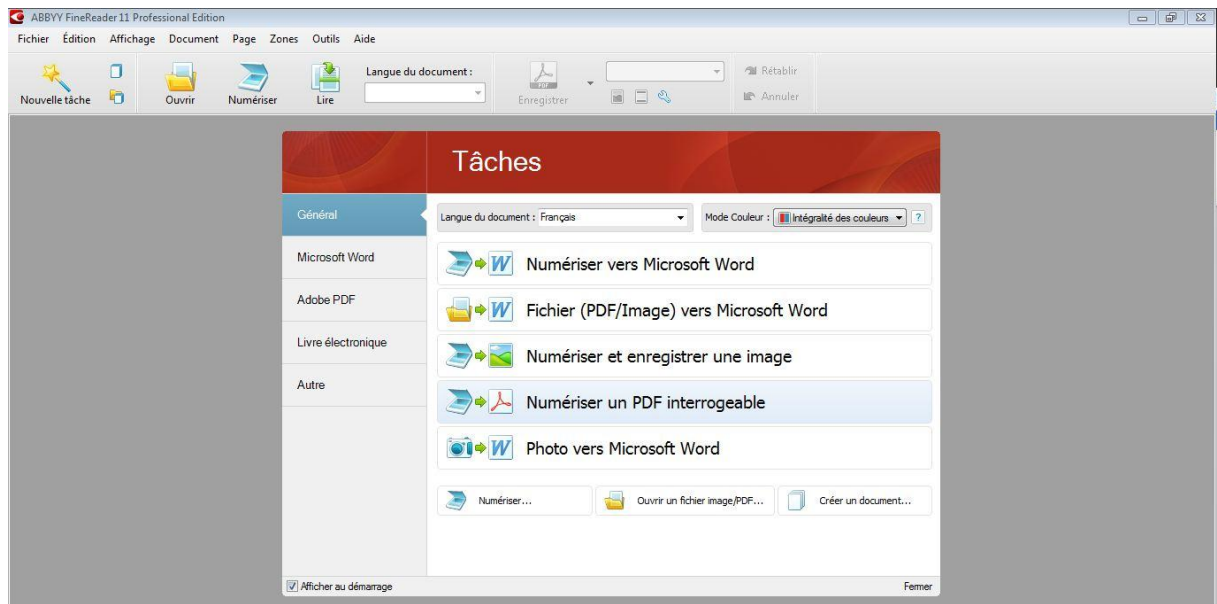 ABBYY FineReader 11 Professional Edition
Fichier Édition Affichage Document Page Zones Outils Aide
Nouvelle tâche Ouvrir Numériser Lire Langue du document : PDF Enregistrer Rétablir Annuler
Tâches
Général
Microsoft Word
Adobe PDF
Livre électronique
Autre
Langue du document : Français Mode Couleur : Intégralité des couleurs ?
Numériser vers Microsoft Word
Fichier (PDF/Image) vers Microsoft Word
Numériser et enregistrer une image
Numériser un PDF interrogeable
Photo vers Microsoft Word
Numériser... Ouvrir un fichier image/PDF... Créer un document...
Afficher au démarrage Fermer